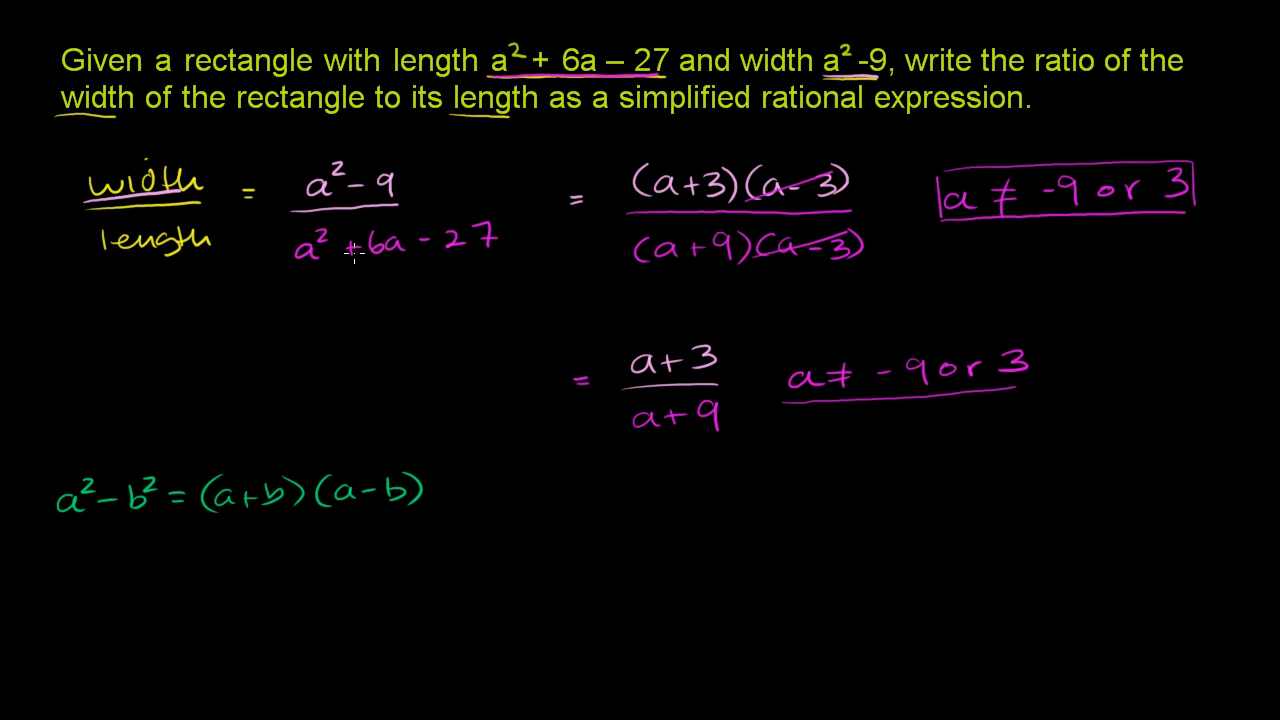 Given a rectangle with length a² + 6a – 27 and width a² -9, write the ratio of the
width of the rectangle to its length as a simplified rational expression.
width / length = a² - 9 / a² + 6a - 27 = (a+3)(a-3) / (a+9)(a-3) a ≠ -9 or 3
= a+3 / a+9 a ≠ -9 or 3
a² - b² = (a+b)(a-b)